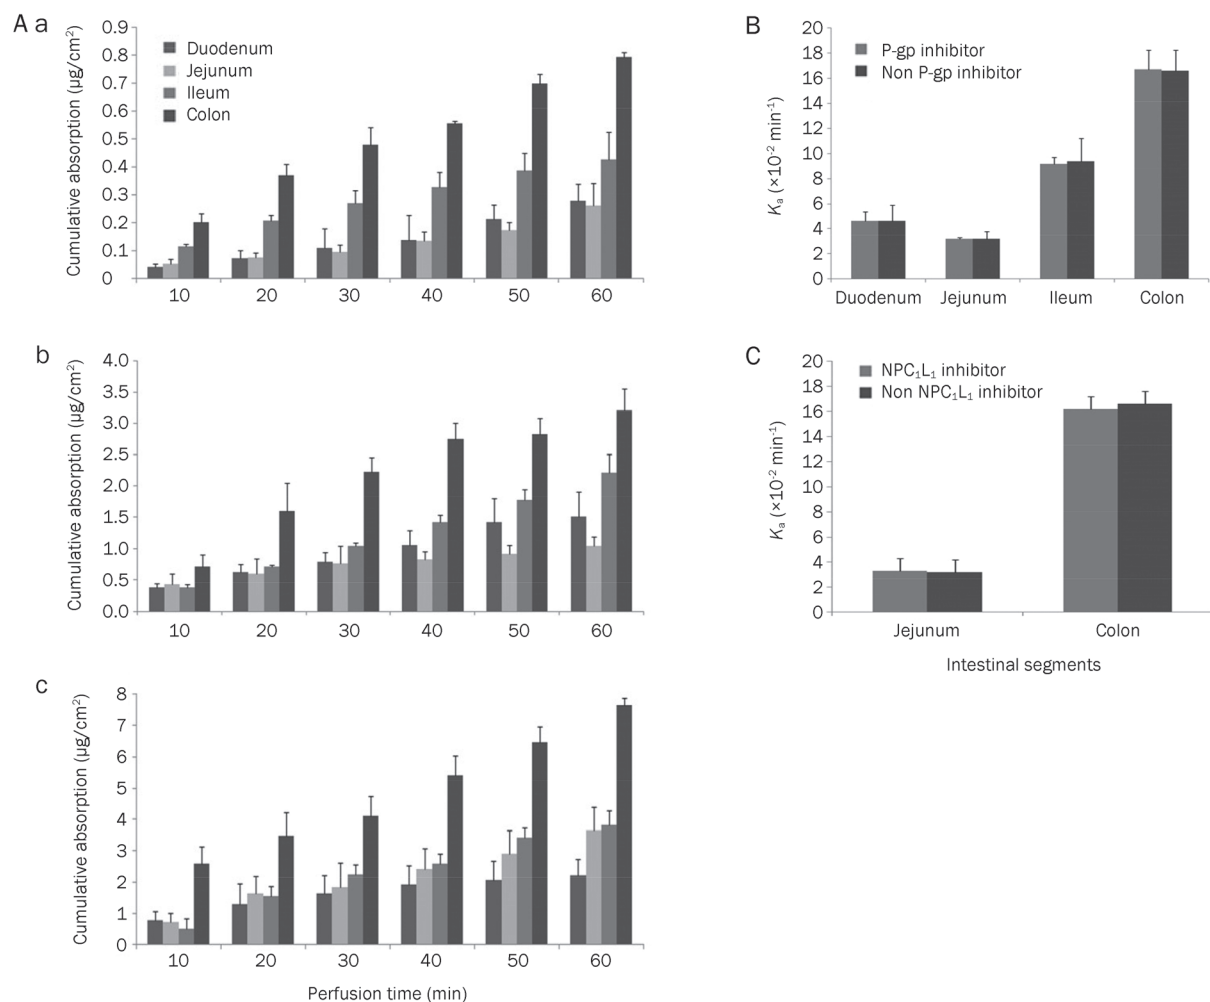 A a
Cumulative absorption (µg/cm²)
0.9
0.8
0.7
0.6
0.5
0.4
0.3
0.2
0.1
0
Duodenum
Jejunum
Ileum
Colon
10 20 30 40 50 60
b
Cumulative absorption (µg/cm²)
4.0
3.5
3.0
2.5
2.0
1.5
1.0
0.5
0.0
10 20 30 40 50 60
c
Cumulative absorption (µg/cm²)
8
7
6
5
4
3
2
1
0
10 20 30 40 50 60
Perfusion time (min)
B
Kₐ (×10⁻² min⁻¹)
20
18
16
14
12
10
8
6
4
2
0
P-gp inhibitor
Non P-gp inhibitor
Duodenum Jejunum Ileum Colon
C
Kₐ (×10⁻² min⁻¹)
20
18
16
14
12
10
8
6
4
2
0
NPC₁L₁ inhibitor
Non NPC₁L₁ inhibitor
Jejunum Colon
Intestinal segments